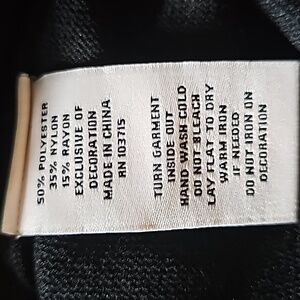 50% POLYESTER
35% NYLON
15% RAYON
EXCLUSIVE OF
DECORATION
MADE IN CHINA
RN 103715
TURN GARMENT
INSIDE OUT
HAND WASH COLD
DO NOT BLEACH
LAY FLAT TO DRY
WARM IRON
IF NEEDED
DO NOT IRON ON
DECORATION